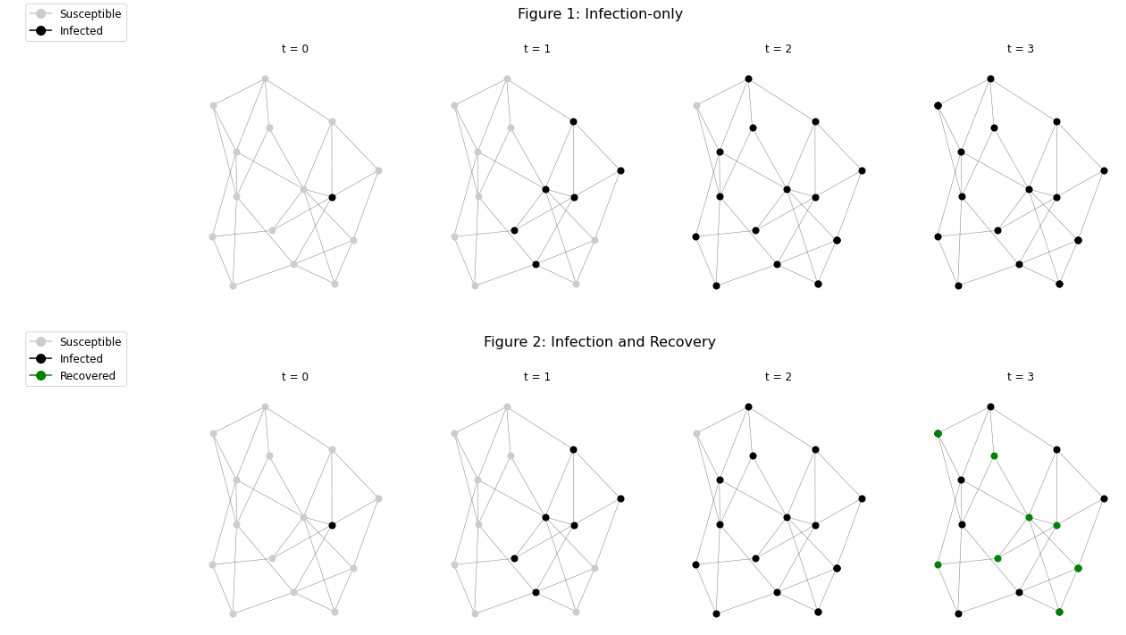 Figure 1: Infection-only
Susceptible
Infected
t = 0
t = 1
t = 2
t = 3
Figure 2: Infection and Recovery
Susceptible
Infected
Recovered
t = 0
t = 1
t = 2
t = 3